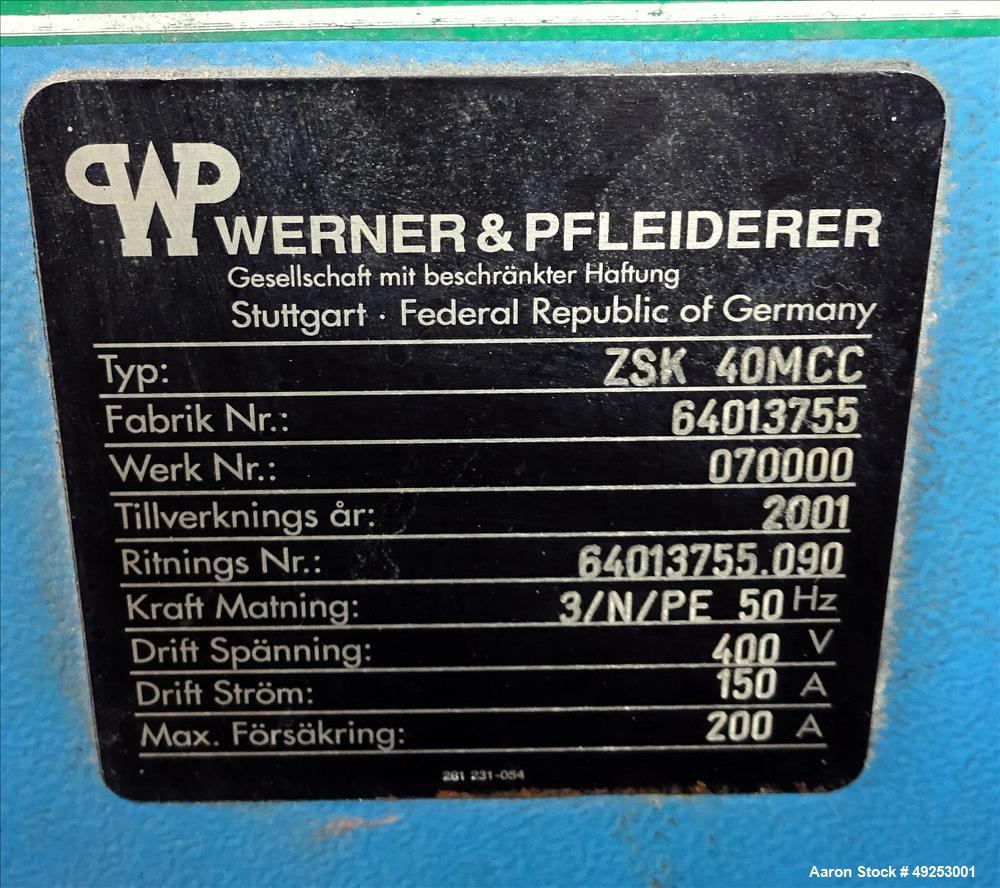 WP
WERNER & PFLEIDERER
Gesellschaft mit beschränkter Haftung
Stuttgart · Federal Republic of Germany
Typ: ZSK 40MCC
Fabrik Nr.: 64013755
Werk Nr.: 070000
Tillverknings år: 2001
Ritnings Nr.: 64013755.090
Kraft Matning: 3/N/PE 50 Hz
Drift Spänning: 400 V
Drift Ström: 150 A
Max. Försäkring: 200 A
281 231-054
Aaron Stock # 49253001